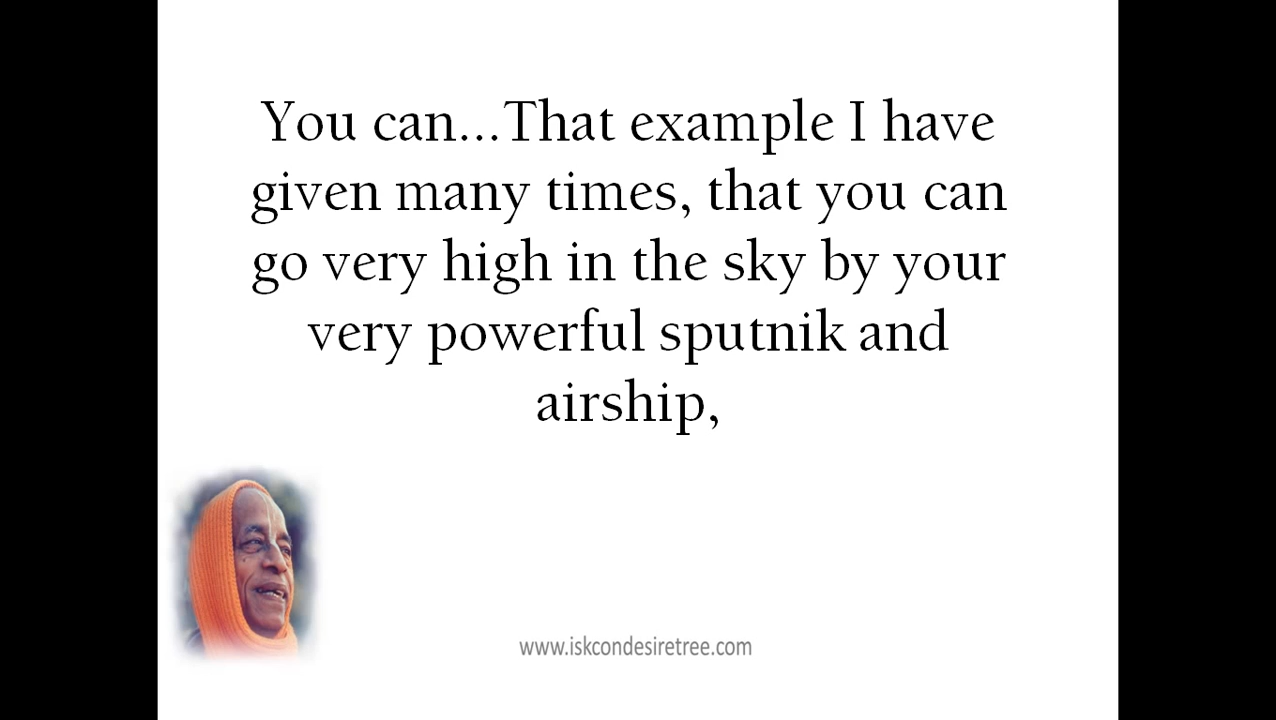 You can...That example I have
given many times, that you can
go very high in the sky by your
very powerful sputnik and
airship,
www.iskcondesiretree.com